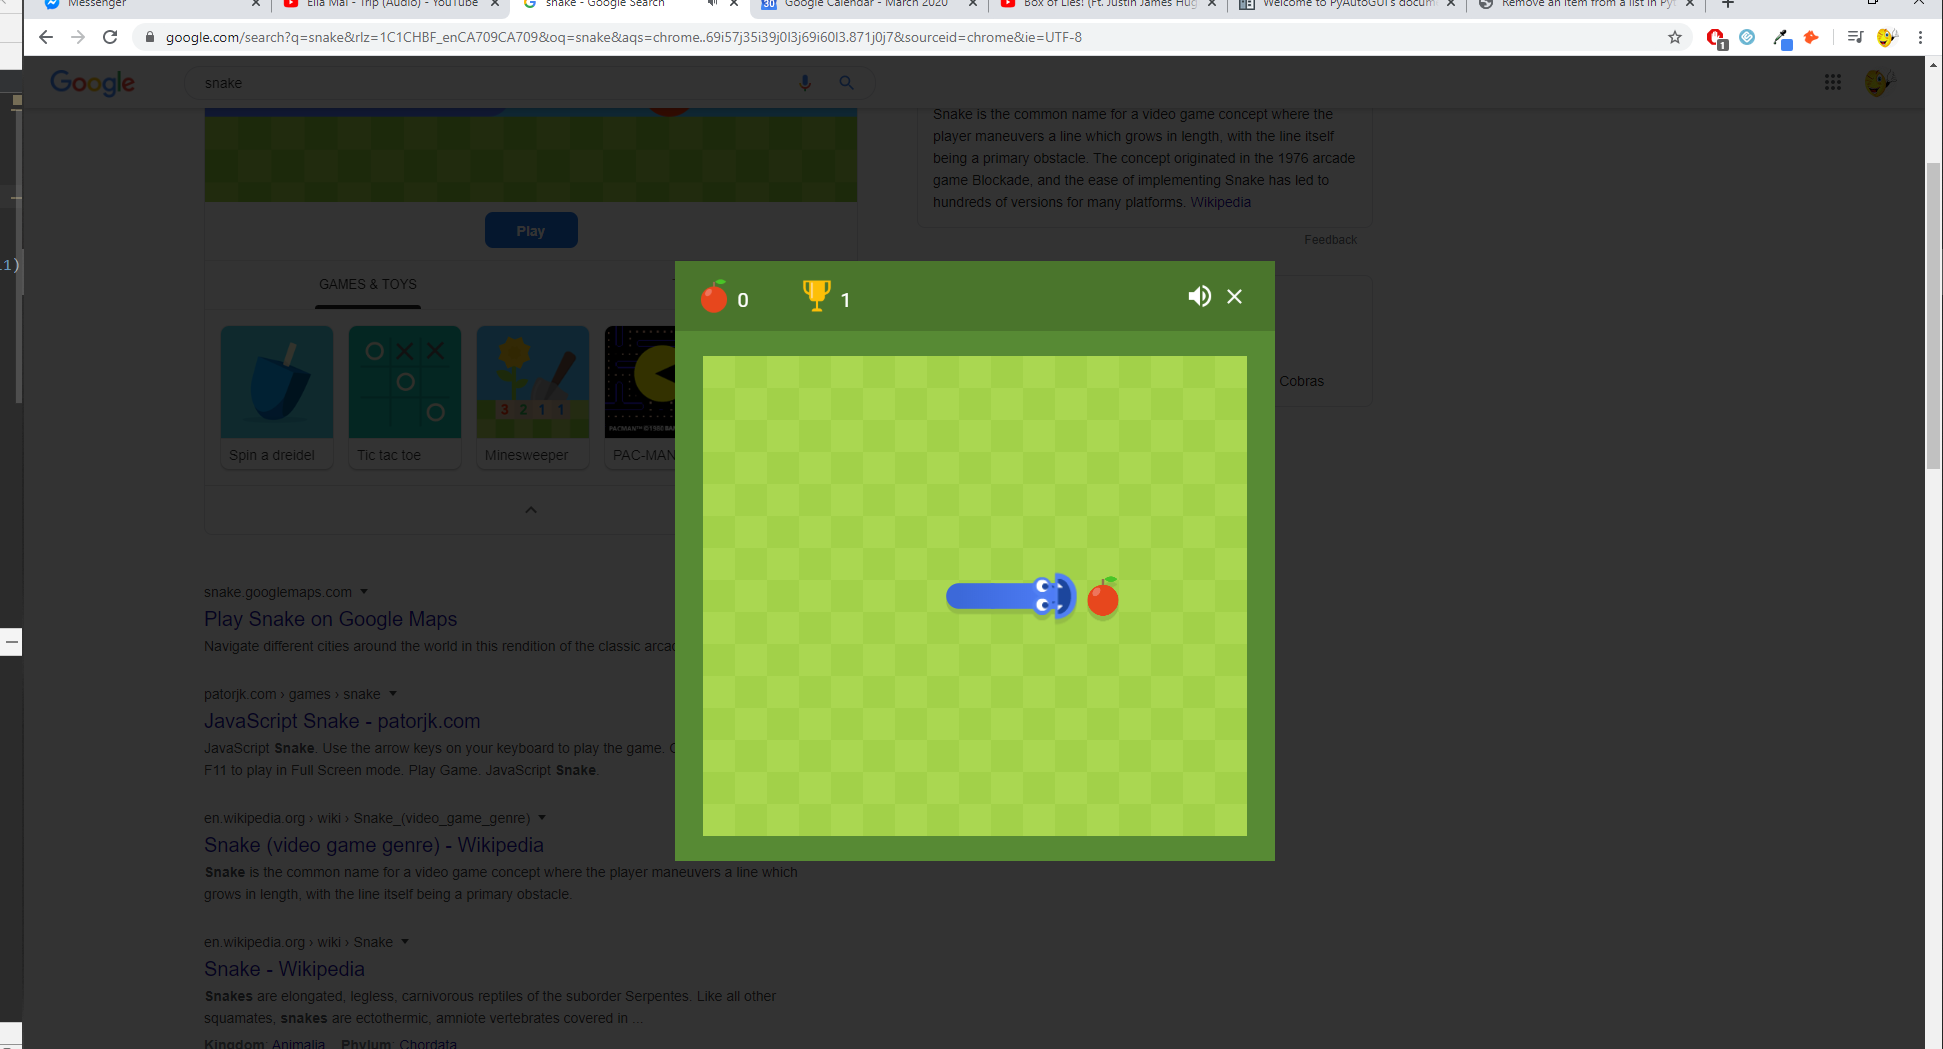 Messenger
Ella Mai - Trip (Audio) - YouTube
snake - Google Search
Google Calendar - March 2020
Box of Lies! (Ft. Justin James Hug
Welcome to PyAutoGUI's docum
Remove an item from a list in Pyt
google.com/search?q=snake&rlz=1C1CHBF_enCA709CA709&oq=snake&aqs=chrome..69i57j35i39j0l3j69i60l3.871j0j7&sourceid=chrome&ie=UTF-8
1
Google
snake
Snake is the common name for a video game concept where the
player maneuvers a line which grows in length, with the line itself
being a primary obstacle. The concept originated in the 1976 arcade
game Blockade, and the ease of implementing Snake has led to
hundreds of versions for many platforms. Wikipedia
Feedback
Play
1)
GAMES & TOYS
0
1
3 2 1 1
Spin a dreidel
Tic tac toe
Minesweeper
PAC-MAN
Cobras
snake.googlemaps.com
Play Snake on Google Maps
Navigate different cities around the world in this rendition of the classic arcad
patorjk.com › games › snake
JavaScript Snake - patorjk.com
JavaScript Snake. Use the arrow keys on your keyboard to play the game.
F11 to play in Full Screen mode. Play Game. JavaScript Snake.
en.wikipedia.org › wiki › Snake_(video_game_genre)
Snake (video game genre) - Wikipedia
Snake is the common name for a video game concept where the player maneuvers a line which
grows in length, with the line itself being a primary obstacle.
en.wikipedia.org › wiki › Snake
Snake - Wikipedia
Snakes are elongated, legless, carnivorous reptiles of the suborder Serpentes. Like all other
squamates, snakes are ectothermic, amniote vertebrates covered in ...
Kingdom: Animalia Phylum: Chordata